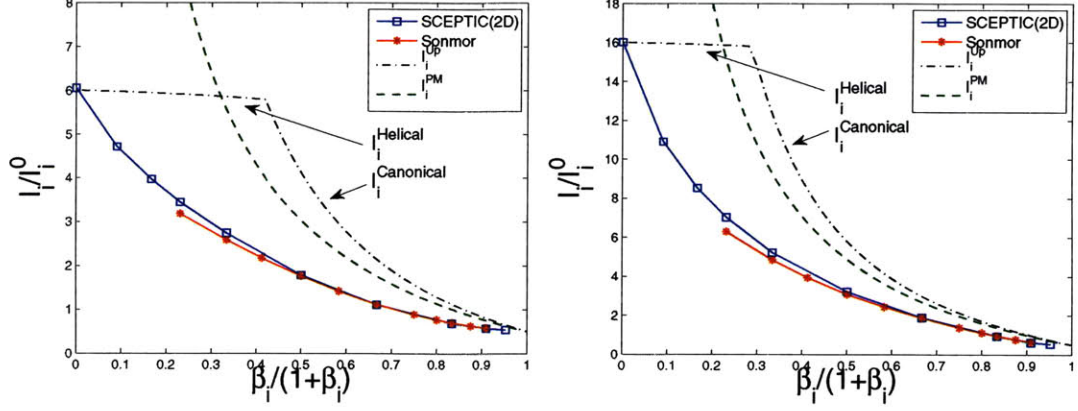 8
7
6
5
4
3
2
1
0
I_i/I_i^0
SCEPTIC(2D)
Sonmor
I_i^Up
I_i^PM
I_i^Helical
I_i^Canonical
0 0.1 0.2 0.3 0.4 0.5 0.6 0.7 0.8 0.9 1
β_i/(1+β_i)
18
16
14
12
10
8
6
4
2
0
I_i/I_i^0
SCEPTIC(2D)
Sonmor
I_i^Up
I_i^PM
I_i^Helical
I_i^Canonical
0 0.1 0.2 0.3 0.4 0.5 0.6 0.7 0.8 0.9 1
β_i/(1+β_i)